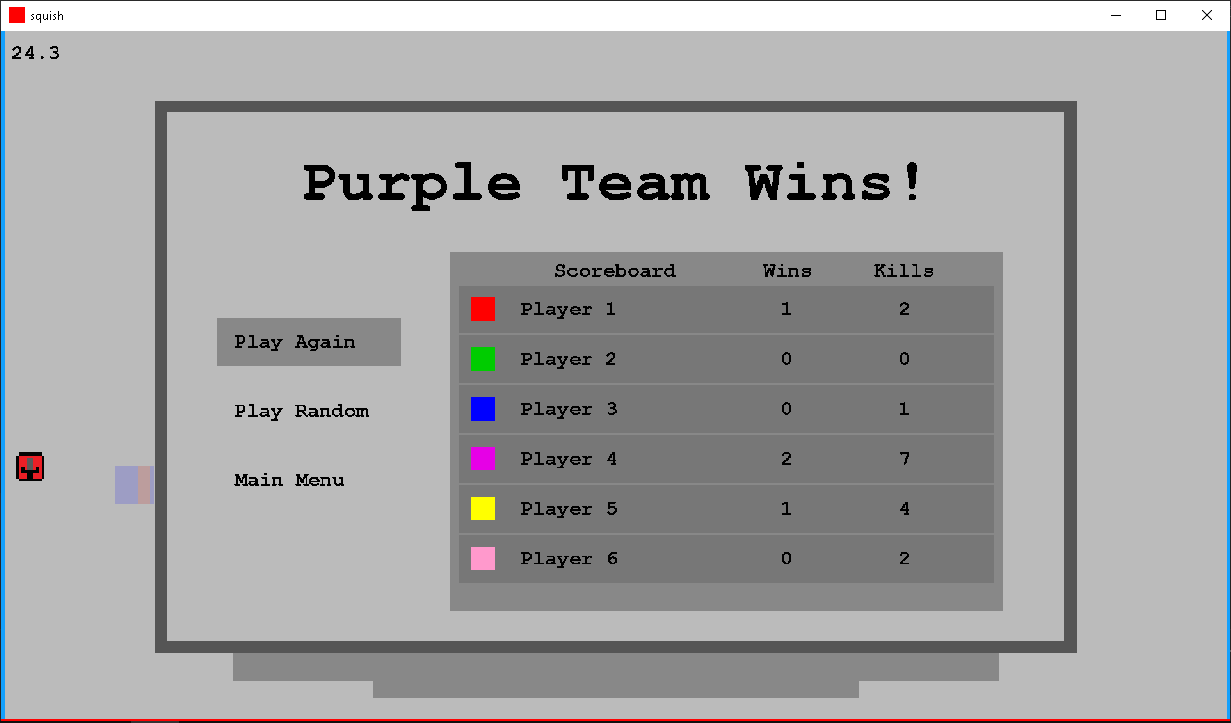 squish
24.3
Purple Team Wins!
Scoreboard Wins Kills
Player 1 1 2
Play Again
Player 2 0 0
Player 3 0 1
Play Random
Player 4 2 7
Main Menu
Player 5 1 4
Player 6 0 2